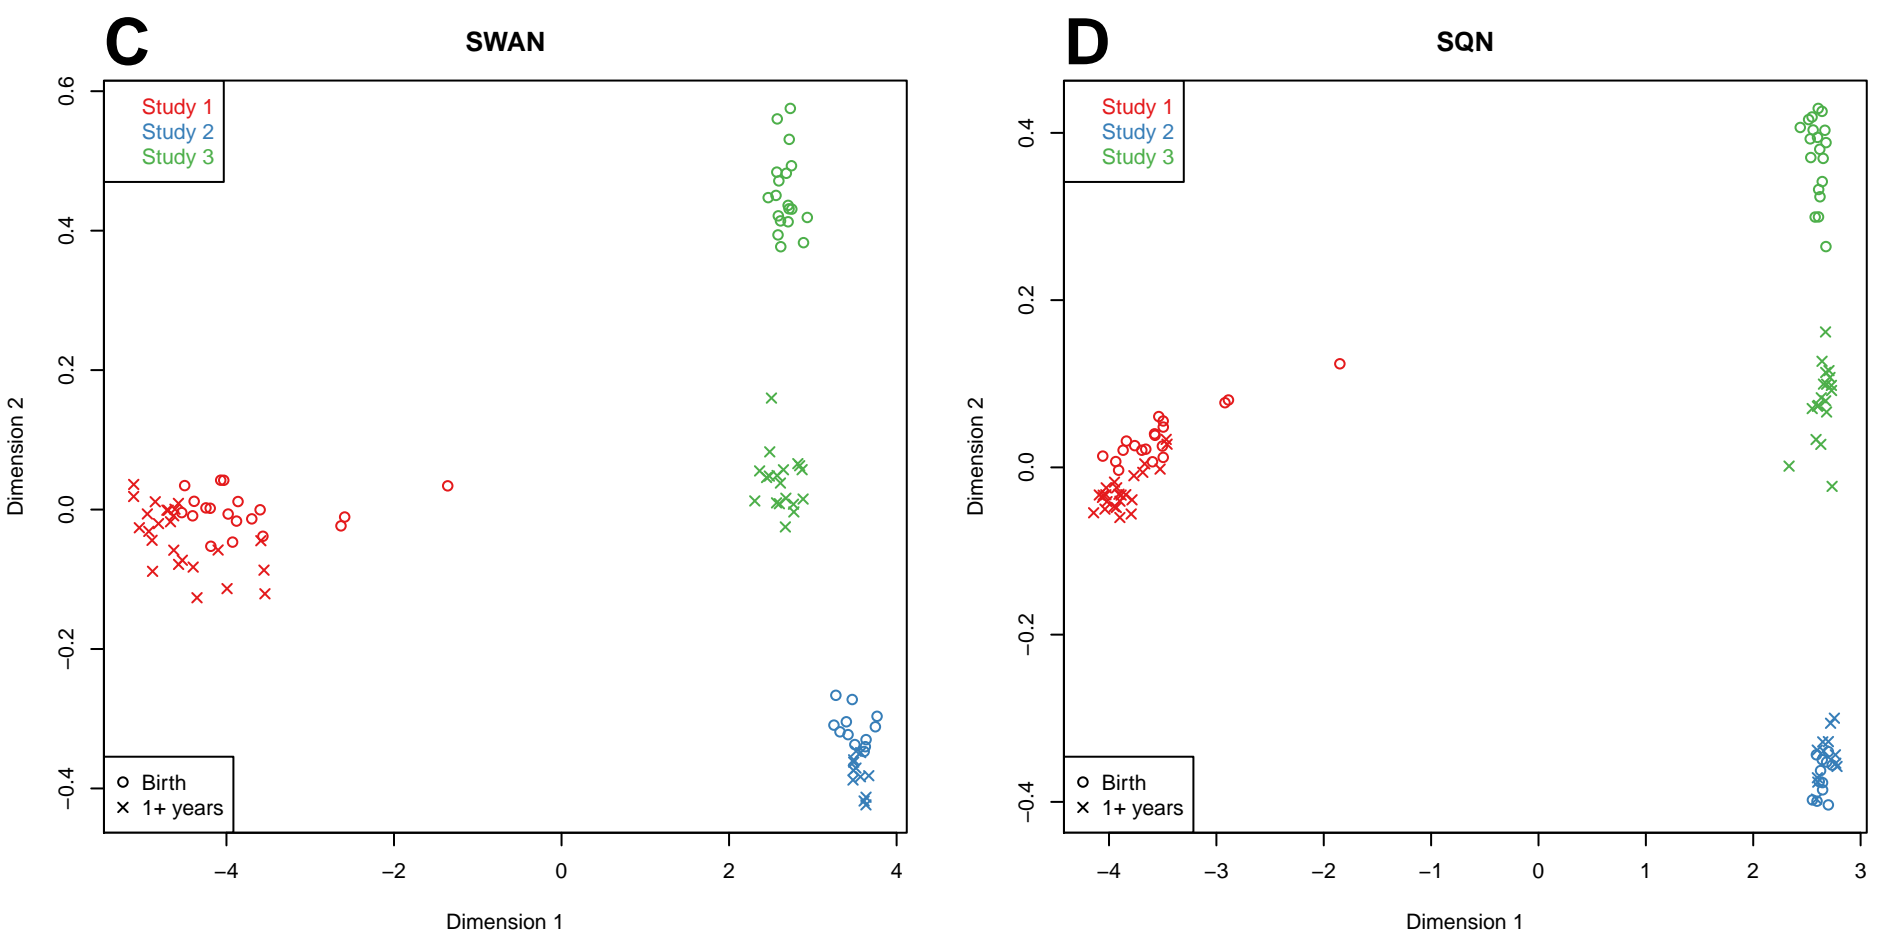 C
SWAN
Study 1
Study 2
Study 3
0.6
0.4
0.2
0.0
−0.2
−0.4
Dimension 2
Birth
1+ years
−4
−2
0
2
4
Dimension 1
D
SQN
Study 1
Study 2
Study 3
0.4
0.2
0.0
−0.2
−0.4
Dimension 2
Birth
1+ years
−4
−3
−2
−1
0
1
2
3
Dimension 1